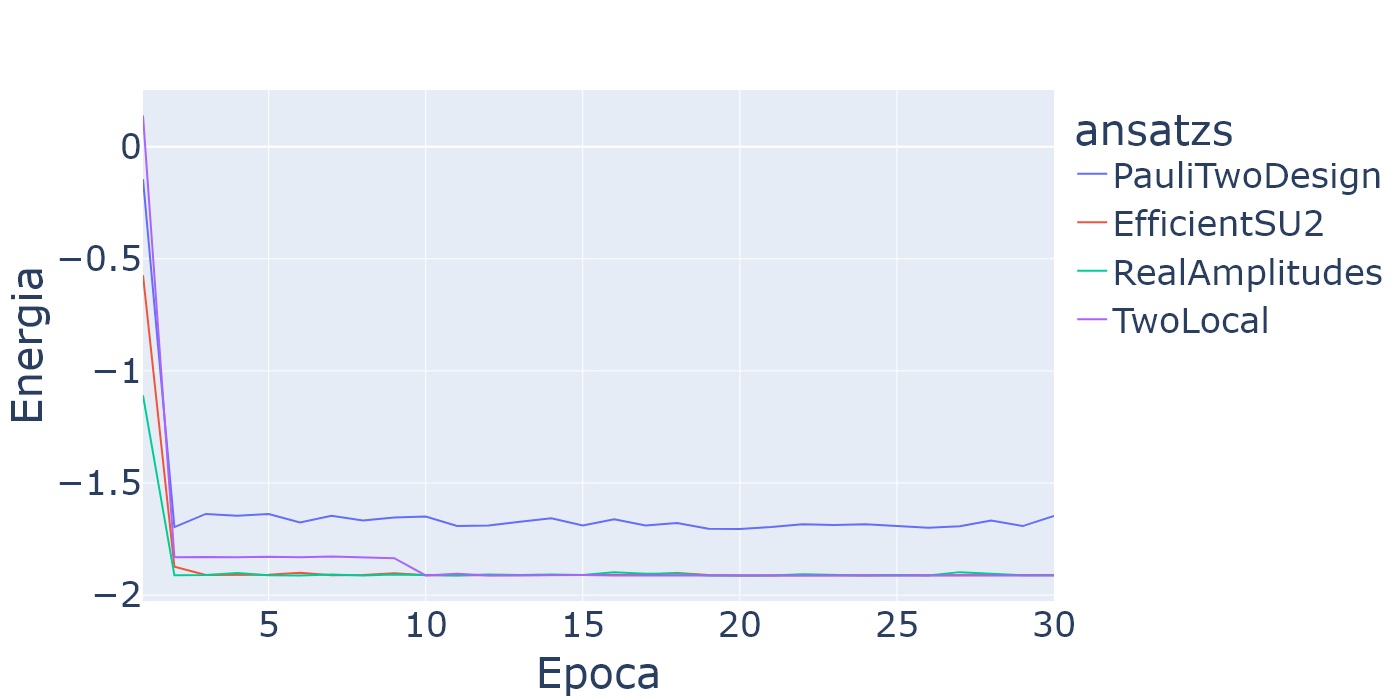 0
−0.5
−1
−1.5
−2
Energia
5 10 15 20 25 30
Epoca
ansatzs
PauliTwoDesign
EfficientSU2
RealAmplitudes
TwoLocal